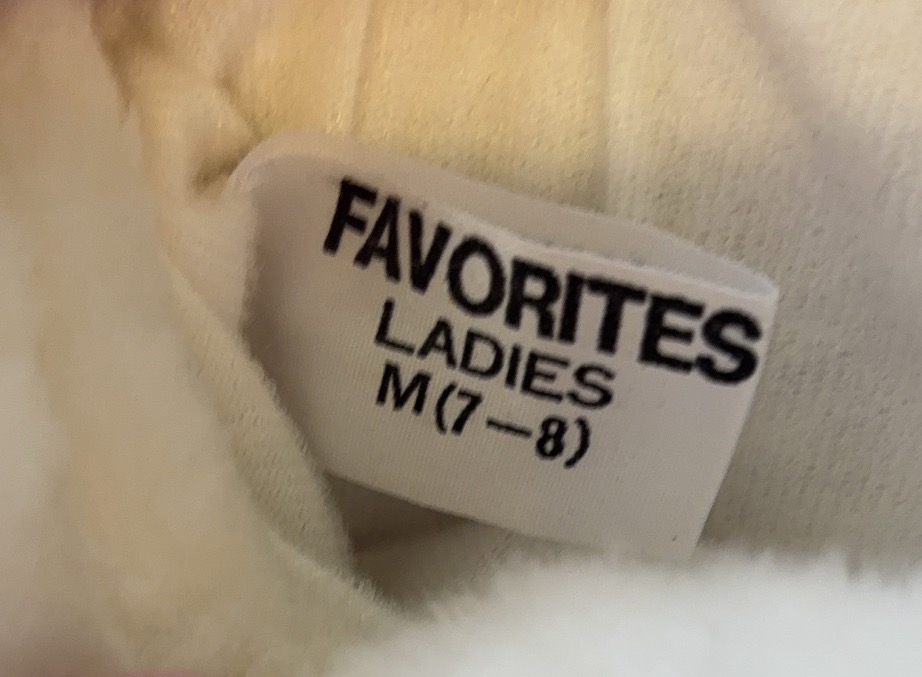 FAVORITES
LADIES
M(7—8)